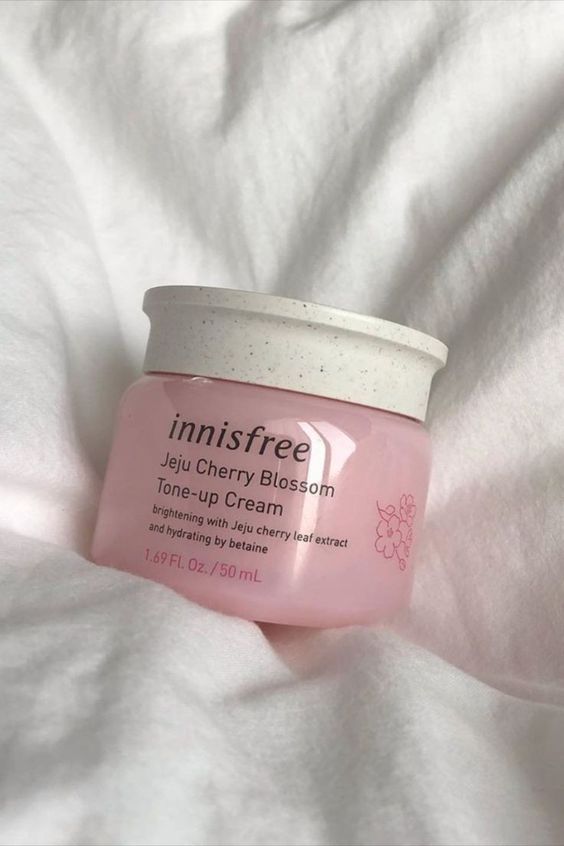 innisfree
Jeju Cherry Blossom
Tone-up Cream
brightening with Jeju cherry leaf extract
and hydrating by betaine
1.69 FL. Oz. / 50 mL